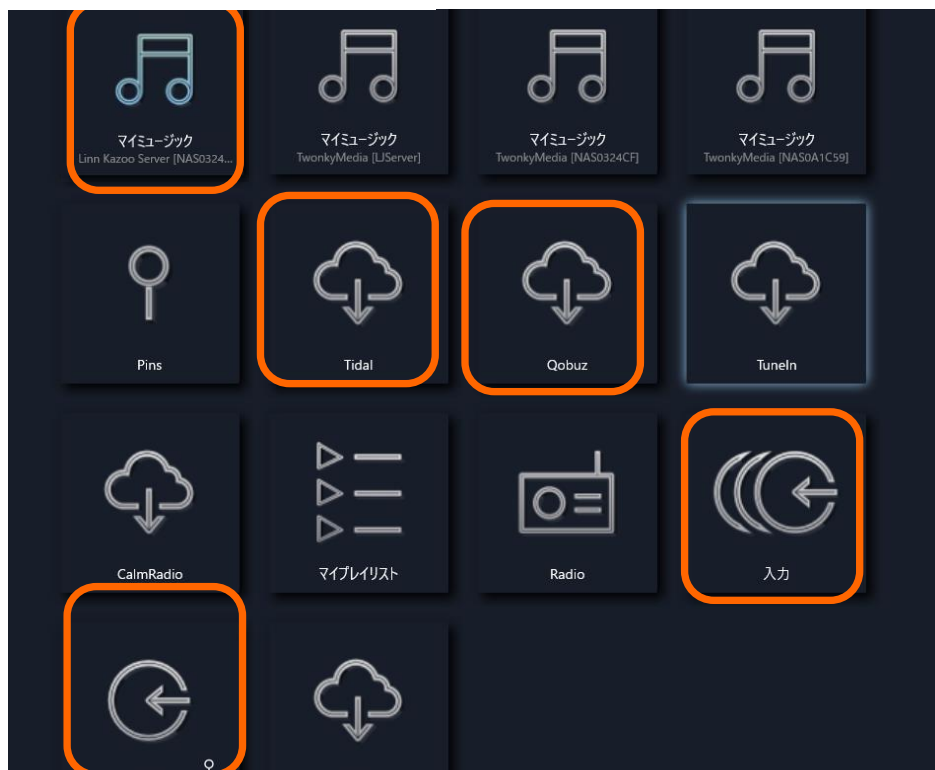 マイミュージック
Linn Kazoo Server [NAS0324...
マイミュージック
TwonkyMedia [LJServer]
マイミュージック
TwonkyMedia [NAS0324CF]
マイミュージック
TwonkyMedia [NAS0A1C59]
Pins
Tidal
Qobuz
TuneIn
CalmRadio
マイプレイリスト
Radio
入力